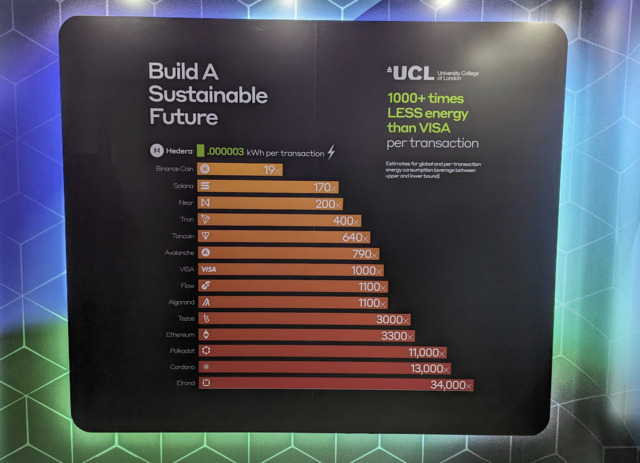 Build A
Sustainable
Future
UCL University College
of London
1000+ times
LESS energy
than VISA
per transaction
Estimates for global and per-transaction
energy consumption (average between
upper and lower bound)
Hedera .000003 kWh per transaction
Binance Coin 19x
Solana 170x
Near 200x
Tron 400x
Toncoin 640x
Avalanche 790x
VISA VISA 1000x
Flow 1100x
Algorand 1100x
Tezos 3000x
Ethereum 3300x
Polkadot 11,000x
Cardano 13,000x
Elrond 34,000x